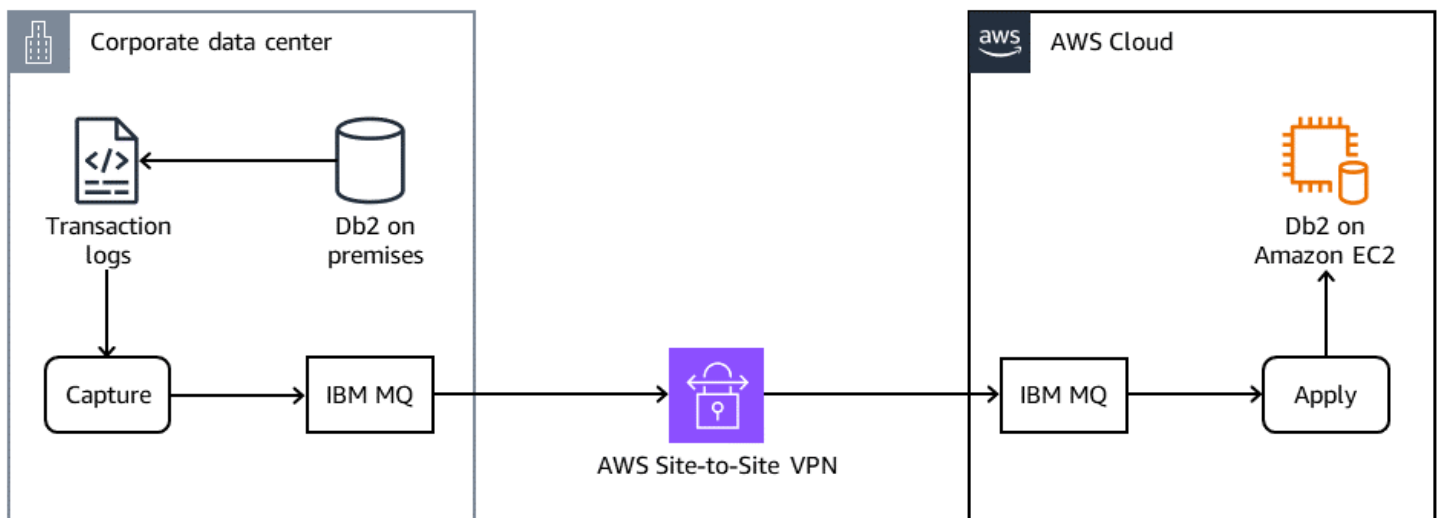 Corporate data center
aws
AWS Cloud
</>
Transaction
logs
Db2 on
premises
Db2 on
Amazon EC2
Capture
IBM MQ
IBM MQ
Apply
AWS Site-to-Site VPN